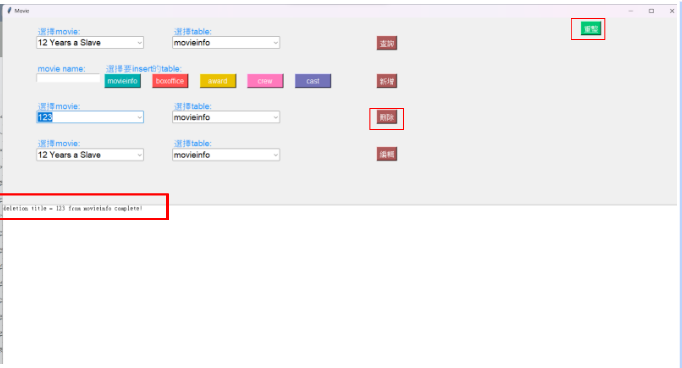 Movie
重整
選擇movie: 選擇table:
12 Years a Slave movieinfo 查詢
movie name: 選擇要insert的table:
movieinfo boxoffice award crew cast 新增
選擇movie: 選擇table:
123 movieinfo 刪除
選擇movie: 選擇table:
12 Years a Slave movieinfo 編輯
deletion title = 123 from movieinfo complete!